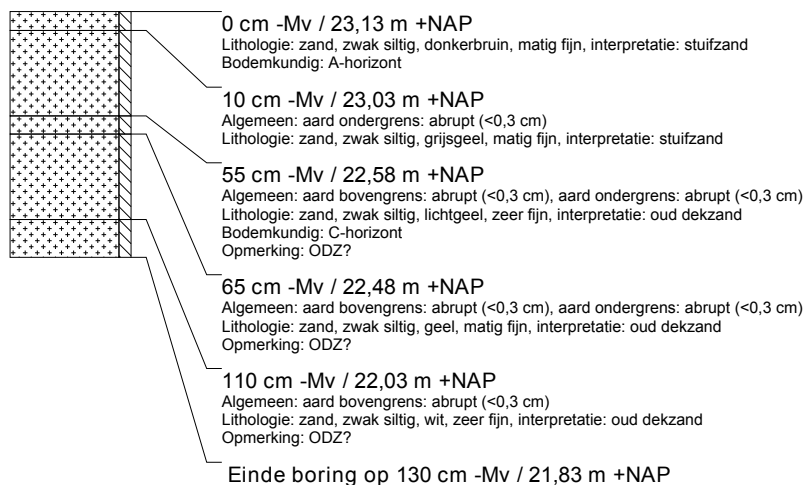 0 cm -Mv / 23,13 m +NAP
Lithologie: zand, zwak siltig, donkerbruin, matig fijn, interpretatie: stuifzand
Bodemkundig: A-horizont
10 cm -Mv / 23,03 m +NAP
Algemeen: aard ondergrens: abrupt (<0,3 cm)
Lithologie: zand, zwak siltig, grijsgeel, matig fijn, interpretatie: stuifzand
55 cm -Mv / 22,58 m +NAP
Algemeen: aard bovengrens: abrupt (<0,3 cm), aard ondergrens: abrupt (<0,3 cm)
Lithologie: zand, zwak siltig, lichtgeel, zeer fijn, interpretatie: oud dekzand
Bodemkundig: C-horizont
Opmerking: ODZ?
65 cm -Mv / 22,48 m +NAP
Algemeen: aard bovengrens: abrupt (<0,3 cm), aard ondergrens: abrupt (<0,3 cm)
Lithologie: zand, zwak siltig, geel, matig fijn, interpretatie: oud dekzand
Opmerking: ODZ?
110 cm -Mv / 22,03 m +NAP
Algemeen: aard bovengrens: abrupt (<0,3 cm)
Lithologie: zand, zwak siltig, wit, zeer fijn, interpretatie: oud dekzand
Opmerking: ODZ?
Einde boring op 130 cm -Mv / 21,83 m +NAP